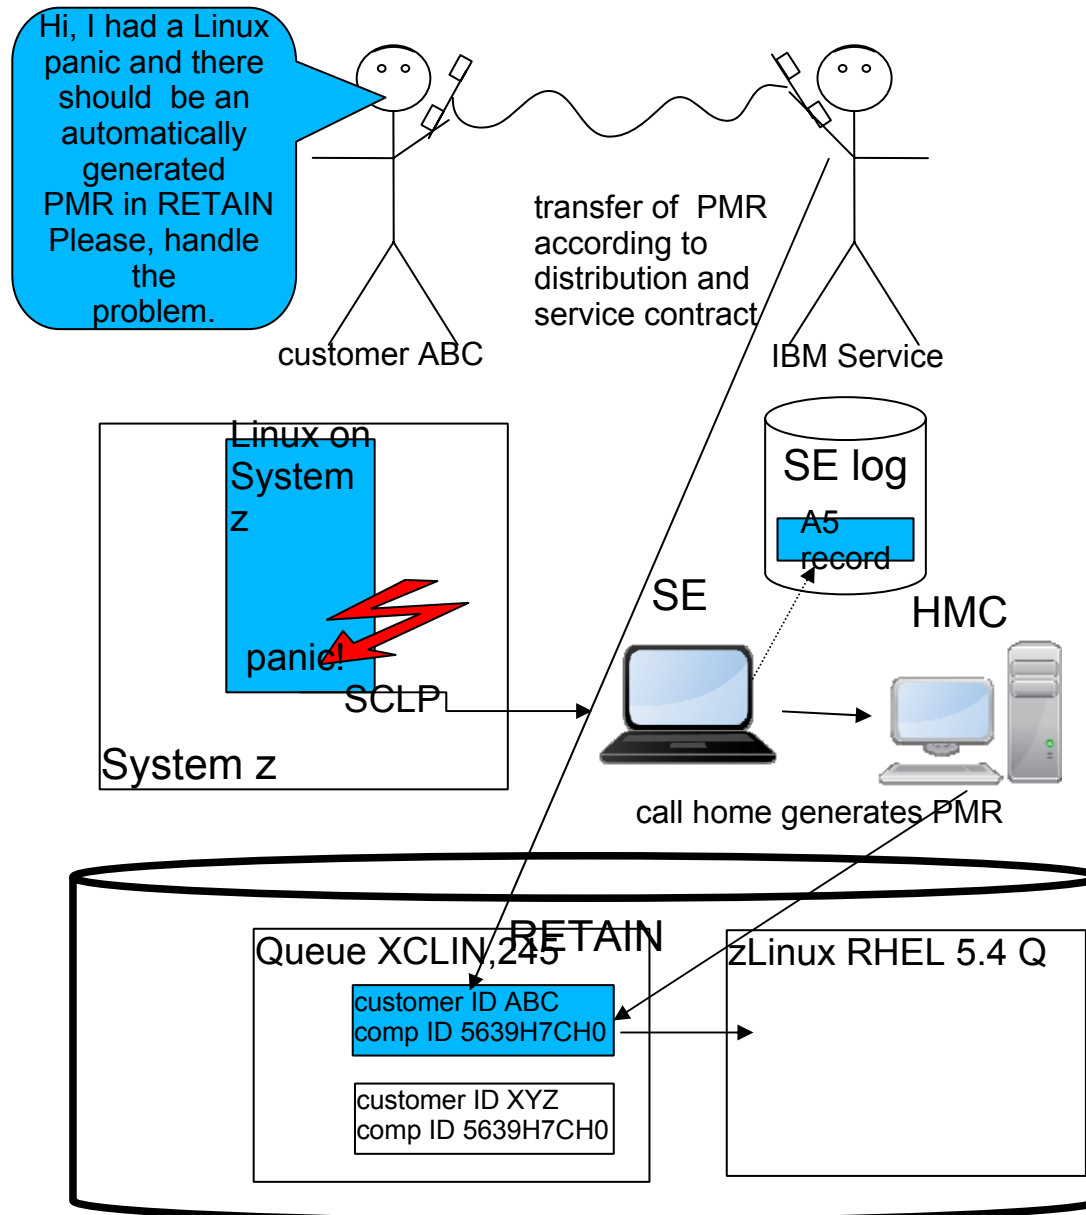 Hi, I had a Linux
panic and there
should be an
automatically
generated
PMR in RETAIN
Please, handle
the
problem.
transfer of PMR
according to
distribution and
service contract
customer ABC
IBM Service
Linux on
System
z
panic!
SCLP
System z
SE log
A5
record
SE
HMC
call home generates PMR
RETAIN
Queue XCLIN,245
customer ID ABC
comp ID 5639H7CH0
customer ID XYZ
comp ID 5639H7CH0
zLinux RHEL 5.4 Q